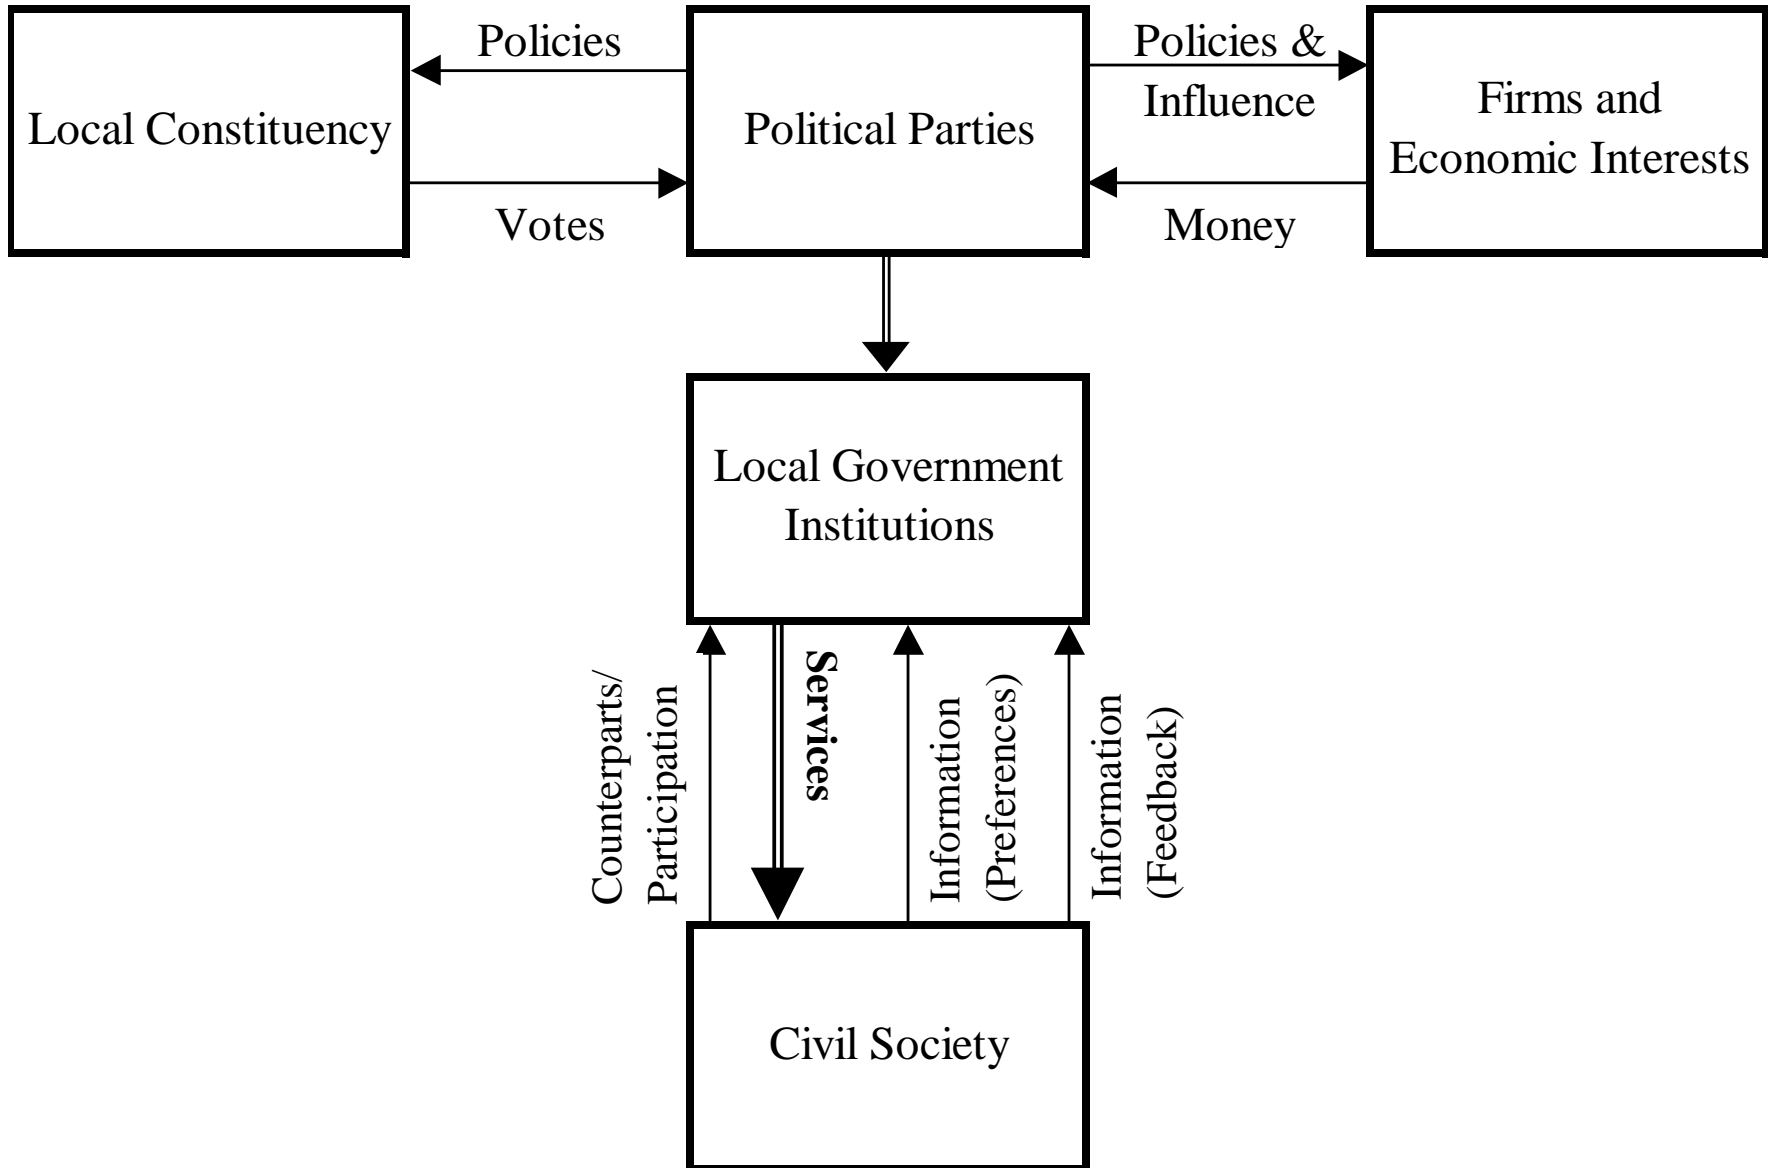 Policies
Policies &
Influence
Local Constituency
Political Parties
Firms and
Economic Interests
Votes
Money
Local Government
Institutions
Counterparts/
Participation
Services
Information
(Preferences)
Information
(Feedback)
Civil Society